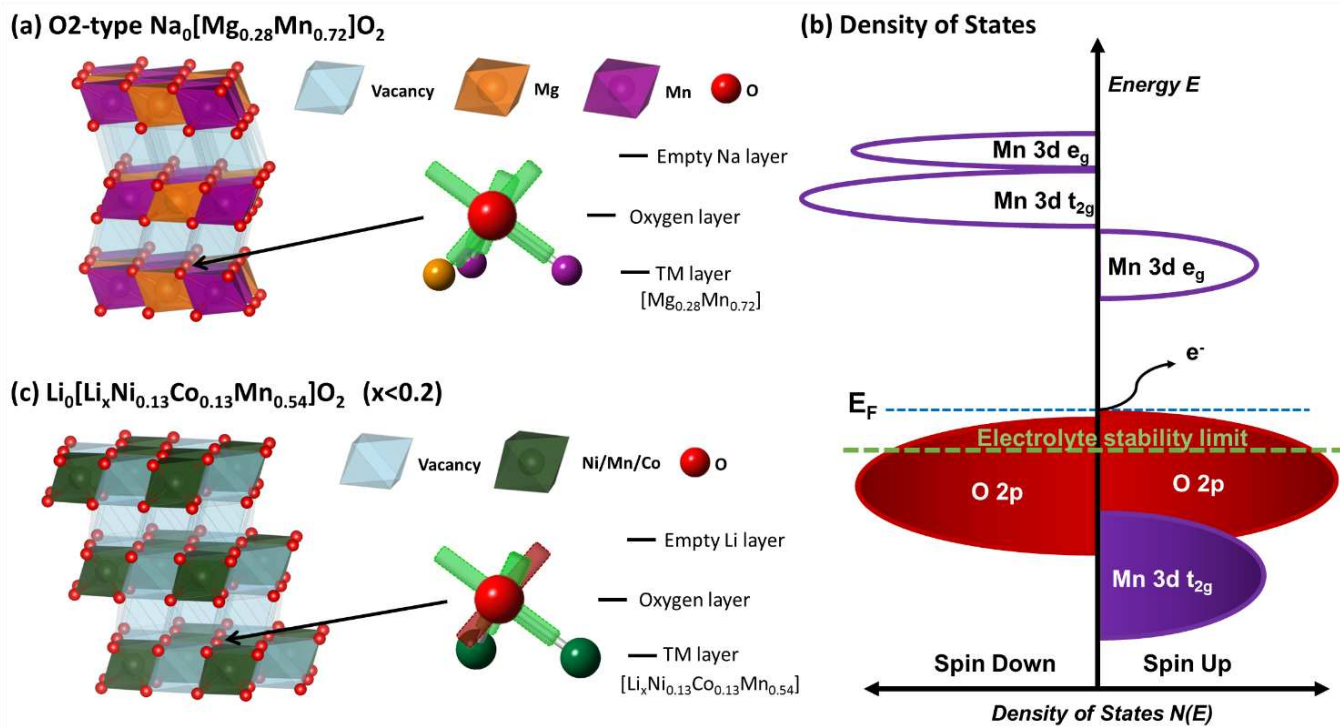 (a) O2-type Na₀[Mg₀.₂₈Mn₀.₇₂]O₂
Vacancy
Mg
Mn
O
Empty Na layer
Oxygen layer
TM layer
[Mg₀.₂₈Mn₀.₇₂]
(b) Density of States
Energy E
Mn 3d e_g
Mn 3d t₂g
Mn 3d e_g
e⁻
E_F
Electrolyte stability limit
O 2p
O 2p
Mn 3d t₂g
Spin Down
Spin Up
Density of States N(E)
(c) Li₀[LiₓNi₀.₁₃Co₀.₁₃Mn₀.₅₄]O₂ (x<0.2)
Vacancy
Ni/Mn/Co
O
Empty Li layer
Oxygen layer
TM layer
[LiₓNi₀.₁₃Co₀.₁₃Mn₀.₅₄]